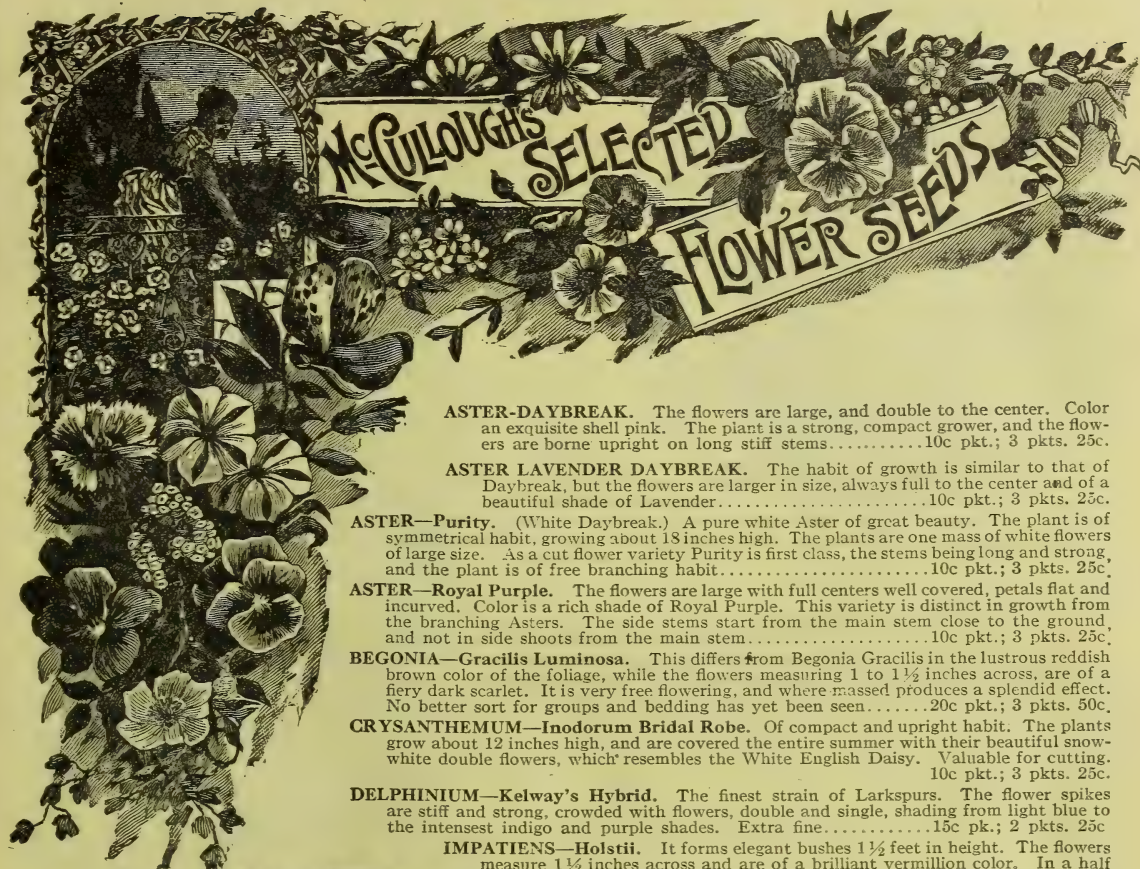 McCULLOUGH'S SELECTED
FLOWER SEEDS
ASTER-DAYBREAK. The flowers are large, and double to the center. Color
an exquisite shell pink. The plant is a strong, compact grower, and the flow-
ers are borne upright on long stiff stems...........10c pkt.; 3 pkts. 25c.
ASTER LAVENDER DAYBREAK. The habit of growth is similar to that of
Daybreak, but the flowers are larger in size, always full to the center and of a
beautiful shade of Lavender........................10c pkt.; 3 pkts. 25c.
ASTER—Purity. (White Daybreak.) A pure white Aster of great beauty. The plant is of
symmetrical habit, growing about 18 inches high. The plants are one mass of white flowers
of large size. As a cut flower variety Purity is first class, the stems being long and strong
and the plant is of free branching habit........................10c pkt.; 3 pkts. 25c.
ASTER—Royal Purple. The flowers are large with full centers well covered, petals flat and
incurved. Color is a rich shade of Royal Purple. This variety is distinct in growth from
the branching Asters. The side stems start from the main stem close to the ground,
and not in side shoots from the main stem.....................10c pkt.; 3 pkts. 25c.
BEGONIA—Gracilis Luminosa. This differs from Begonia Gracilis in the lustrous reddish
brown color of the foliage, while the flowers measuring 1 to 1½ inches across, are of a
fiery dark scarlet. It is very free flowering, and where massed produces a splendid effect.
No better sort for groups and bedding has yet been seen.......20c pkt.; 3 pkts. 50c.
CRYSANTHEMUM—Inodorum Bridal Robe. Of compact and upright habit. The plants
grow about 12 inches high, and are covered the entire summer with their beautiful snow-
white double flowers, which resembles the White English Daisy. Valuable for cutting.
10c pkt.; 3 pkts. 25c.
DELPHINIUM—Kelway's Hybrid. The finest strain of Larkspurs. The flower spikes
are stiff and strong, crowded with flowers, double and single, shading from light blue to
the intensest indigo and purple shades. Extra fine............15c pk.; 2 pkts. 25c
IMPATIENS—Holstii. It forms elegant bushes 1½ feet in height. The flowers
measure 1½ inches across and are of a brilliant vermillion color. In a half